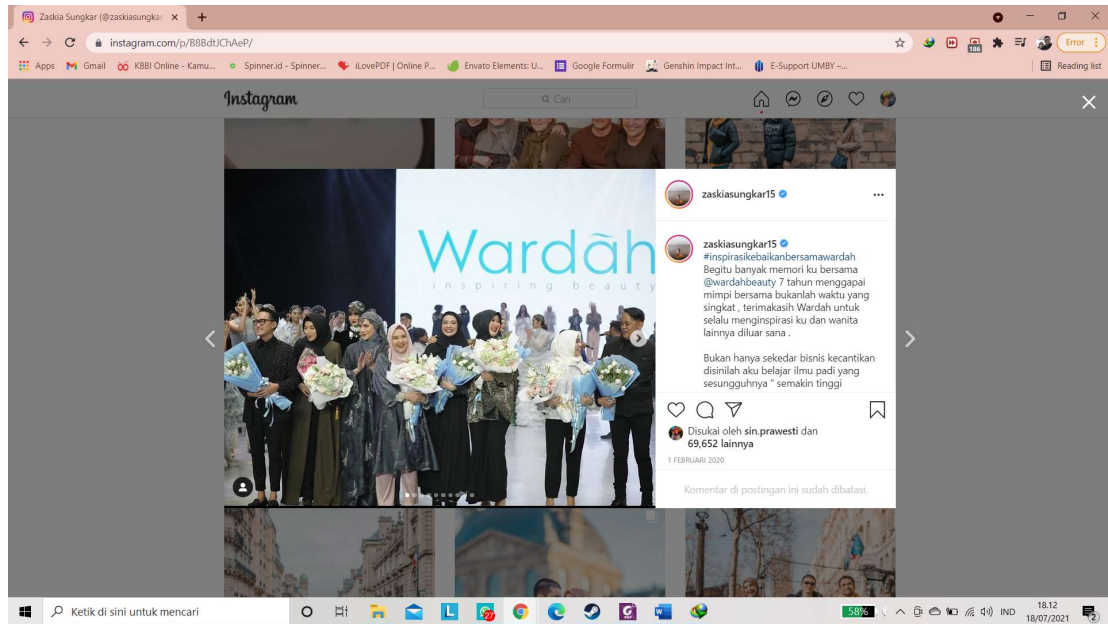 Zaskia Sungkar (@zaskiasungkar
instagram.com/p/B8BdtJChAeP/
Error
Apps
Gmail
KBBI Online - Kamu...
Spinner.id - Spinner...
iLovePDF | Online P...
Envato Elements: U...
Google Formulir
Genshin Impact Int...
E-Support UMBY –...
Reading list
186
Instagram
Cari
Wardah
inspiring beauty
zaskiasungkar15
zaskiasungkar15
#inspirasikebaikanbersamawardah
Begitu banyak memori ku bersama
@wardahbeauty 7 tahun menggapai
mimpi bersama bukanlah waktu yang
singkat , terimakasih Wardah untuk
selalu menginspirasi ku dan wanita
lainnya diluar sana .
Bukan hanya sekedar bisnis kecantikan
disinilah aku belajar ilmu padi yang
sesungguhnya “ semakin tinggi
Disukai oleh sin.prawesti dan
69,652 lainnya
1 FEBRUARI 2020
Komentar di postingan ini sudah dibatasi.
Ketik di sini untuk mencari
58%
IND
18.12
18/07/2021